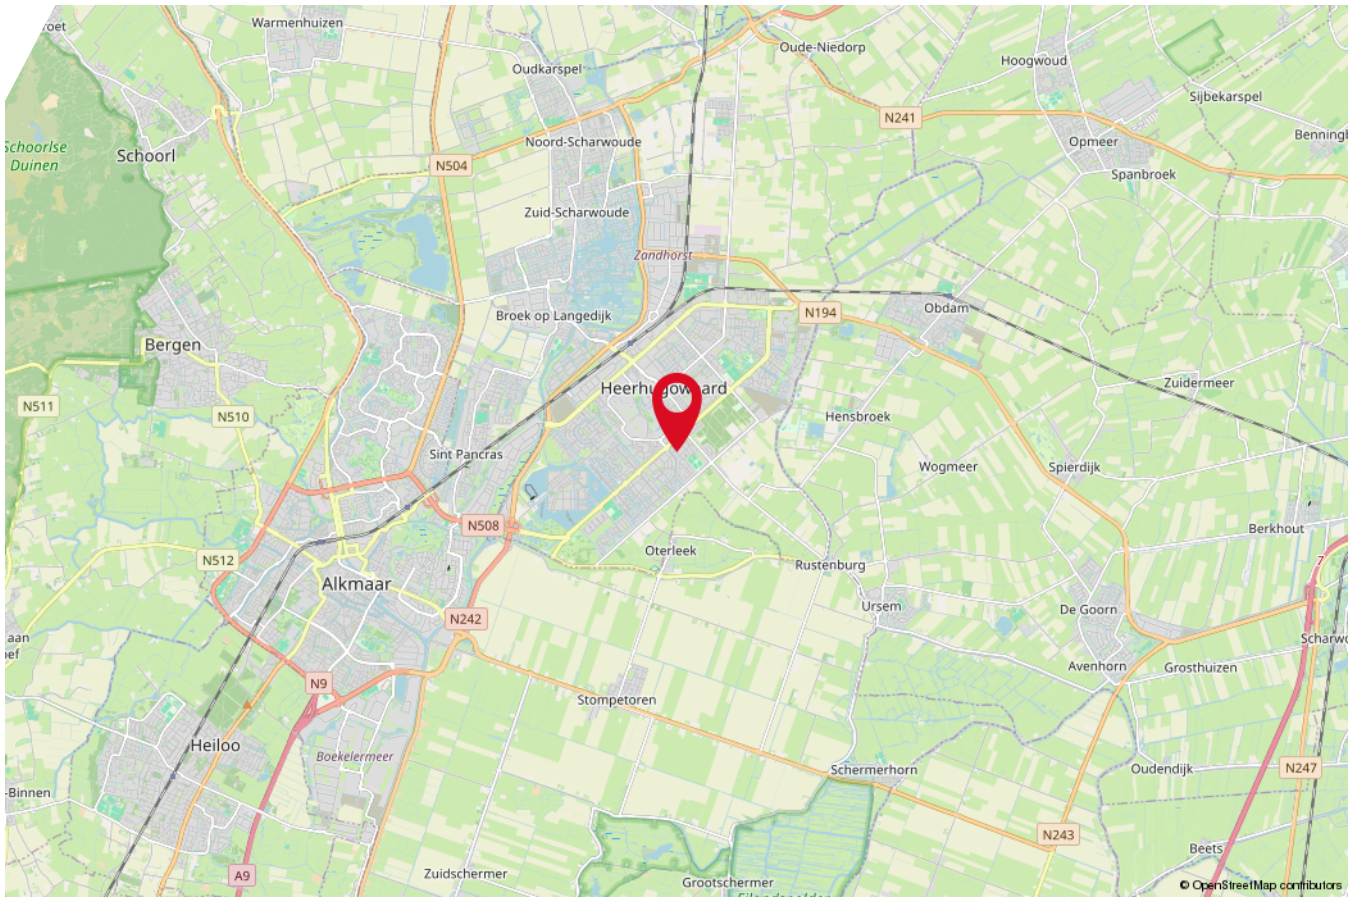 Warmenhuizen
Oude-Niedorp
Oudkarspel
Hoogwoud
Sijbekarspel
N241
Noord-Scharwoude
Opmeer
Schoorlse
Duinen
Schoorl
N504
Spanbroek
Zuid-Scharwoude
Zandhorst
Obdam
N194
Broek op Langedijk
Bergen
Zuidermeer
Heerhugowaard
N511
N510
Hensbroek
Sint Pancras
Wogmeer
Spierdijk
N508
Berkhout
Oterleek
N512
7
Rustenburg
Alkmaar
Ursem
De Goorn
N242
Avenhorn
Grosthuizen
N9
Stompetoren
Heiloo
Boekelermeer
Schermerhorn
Oudendijk
N247
-Binnen
N243
Beets
A9
Zuidschermer
Grootschermer
© OpenStreetMap contributors